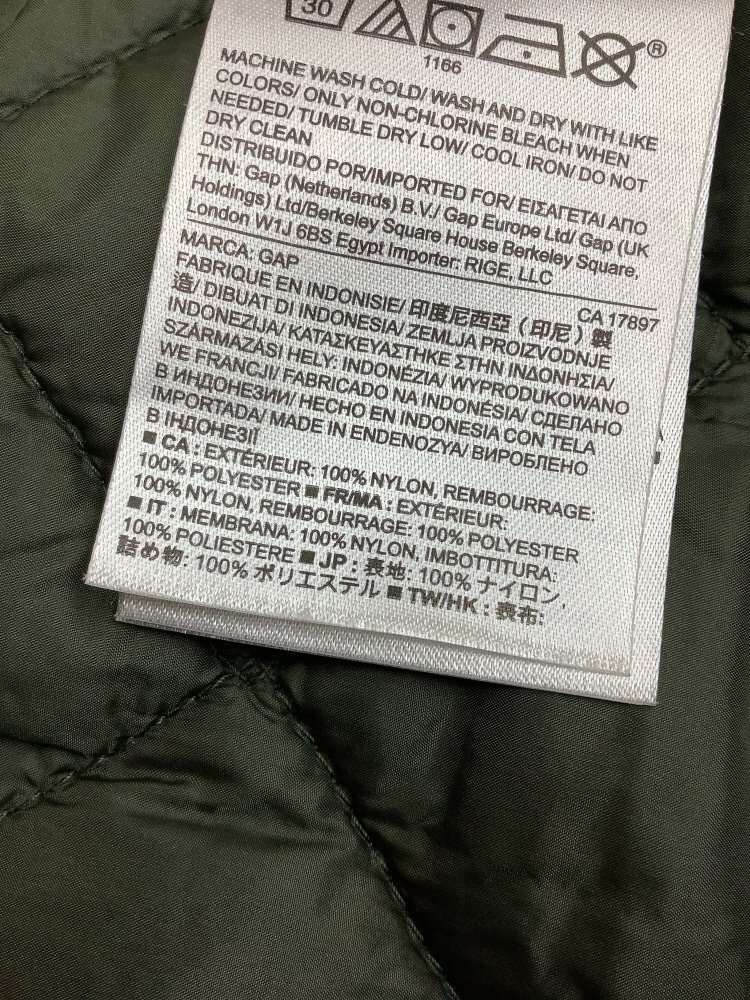 30
1166
®
MACHINE WASH COLD/ WASH AND DRY WITH LIKE
COLORS/ ONLY NON-CHLORINE BLEACH WHEN
NEEDED/ TUMBLE DRY LOW/ COOL IRON/ DO NOT
DRY CLEAN
DISTRIBUIDO POR/IMPORTED FOR/ ΕΙΣΑΓΕΤΑΙ ΑΠΟ
ΤΗΝ: Gap (Netherlands) B.V./ Gap Europe Ltd/ Gap (UK
Holdings) Ltd/Berkeley Square House Berkeley Square,
London W1J 6BS Egypt Importer: RIGE, LLC
MARCA: GAP
CA 17897
FABRIQUE EN INDONISIE/ 印度尼西亞（印尼）製
造/ DIBUAT DI INDONESIA/ ZEMLJA PROIZVODNJE
INDONEZIJA/ ΚΑΤΑΣΚΕΥΑΣΤΗΚΕ ΣΤΗΝ ΙΝΔΟΝΗΣΙΑ/
SZÁRMAZÁSI HELY: INDONÉZIA/ WYPRODUKOWANO
WE FRANCJI/ FABRICADO NA INDONÉSIA/ СДЕЛАНО
В ИНДОНЕЗИИ/ HECHO EN INDONESIA CON TELA
IMPORTADA/ MADE IN ENDENOZYA/ ВИРОБЛЕНО
В ІНДОНЕЗІЇ
■ CA : EXTÉRIEUR: 100% NYLON, REMBOURRAGE:
100% POLYESTER ■ FR/MA : EXTÉRIEUR:
100% NYLON, REMBOURRAGE: 100% POLYESTER
■ IT : MEMBRANA: 100% NYLON, IMBOTTITURA:
100% POLIESTERE ■ JP : 表地: 100% ナイロン,
詰め物: 100% ポリエステル ■ TW/HK : 表布: